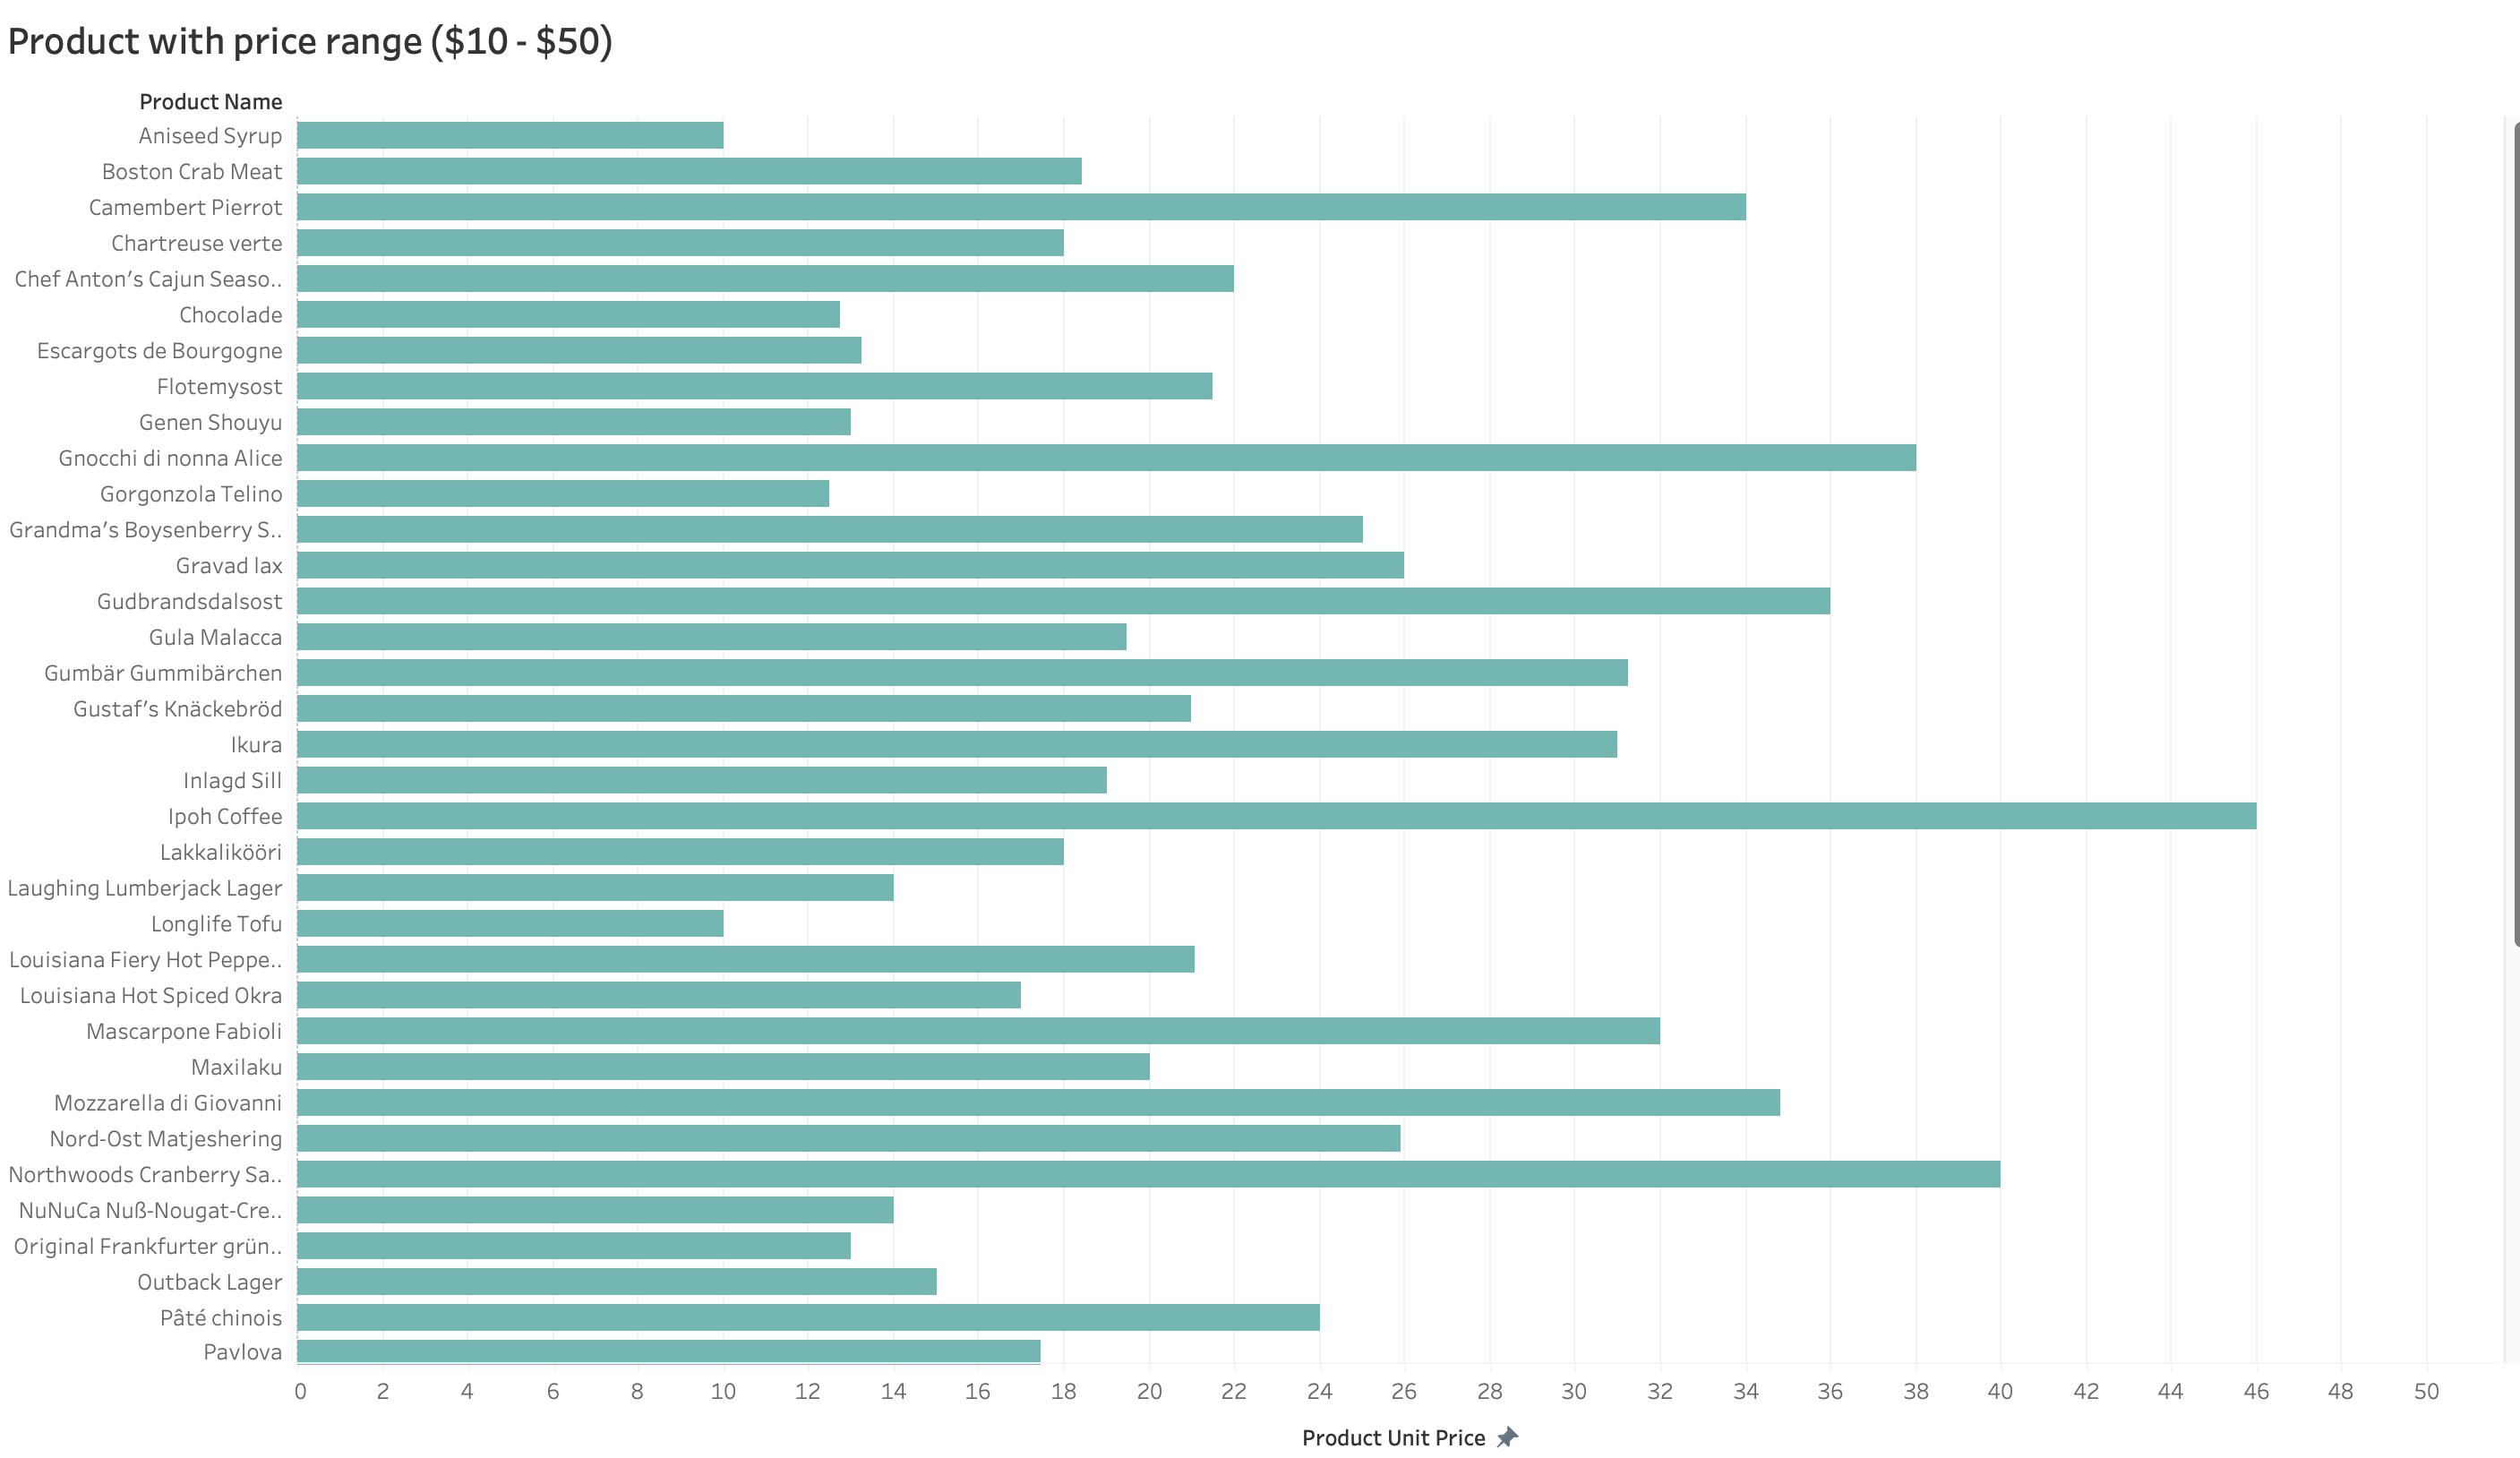 Product with price range ($10 - $50)
Product Name
Aniseed Syrup
Boston Crab Meat
Camembert Pierrot
Chartreuse verte
Chef Anton's Cajun Seaso..
Chocolade
Escargots de Bourgogne
Flotemysost
Genen Shouyu
Gnocchi di nonna Alice
Gorgonzola Telino
Grandma's Boysenberry S..
Gravad lax
Gudbrandsdalsost
Gula Malacca
Gumbär Gummibärchen
Gustaf's Knäckebröd
Ikura
Inlagd Sill
Ipoh Coffee
Lakkalikööri
Laughing Lumberjack Lager
Longlife Tofu
Louisiana Fiery Hot Peppe..
Louisiana Hot Spiced Okra
Mascarpone Fabioli
Maxilaku
Mozzarella di Giovanni
Nord-Ost Matjeshering
Northwoods Cranberry Sa..
NuNuCa Nuß-Nougat-Cre..
Original Frankfurter grün..
Outback Lager
Pâté chinois
Pavlova
0 2 4 6 8 10 12 14 16 18 20 22 24 26 28 30 32 34 36 38 40 42 44 46 48 50
Product Unit Price